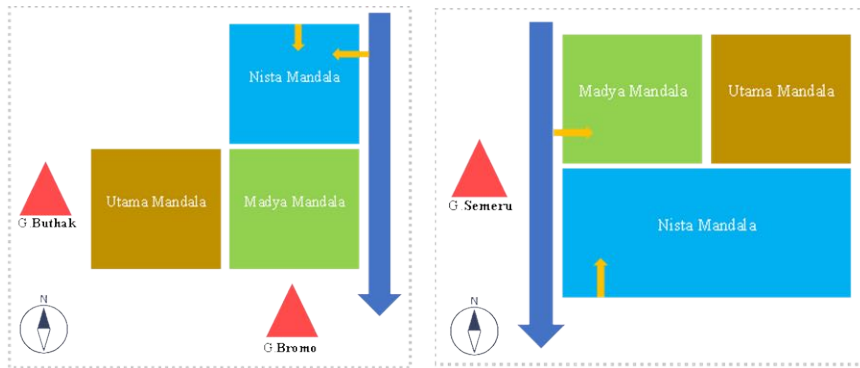 Nista Mandala
Utama Mandala
Madya Mandala
G.Buthak
N
G.Bromo
Madya Mandala
Utama Mandala
G.Semeru
Nista Mandala
N